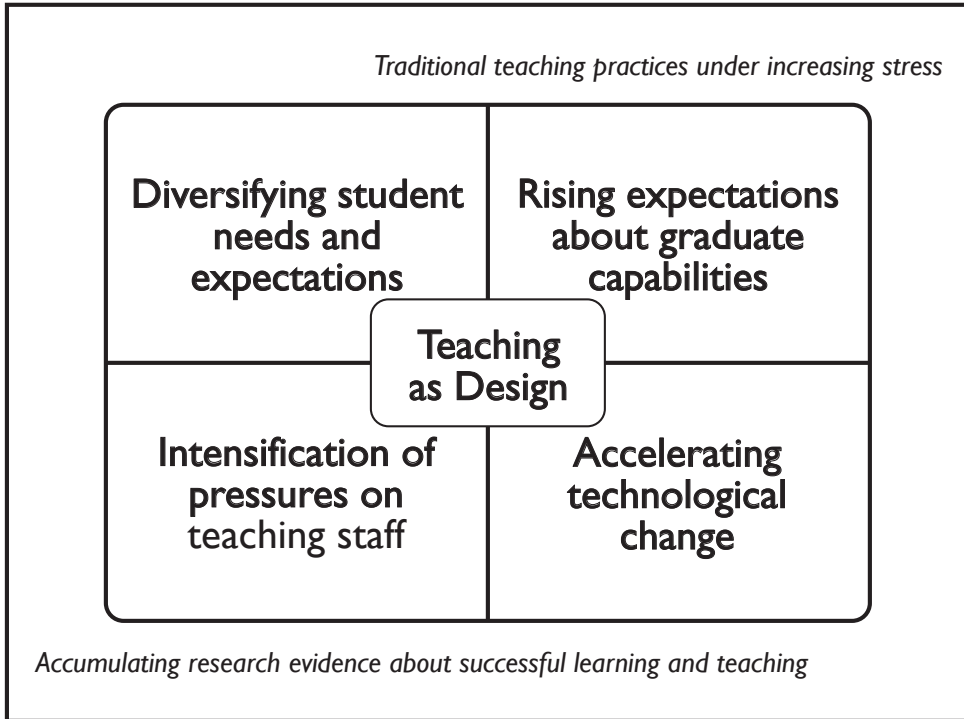 Traditional teaching practices under increasing stress
Diversifying student
needs and
expectations
Rising expectations
about graduate
capabilities
Teaching
as Design
Intensification of
pressures on
teaching staff
Accelerating
technological
change
Accumulating research evidence about successful learning and teaching